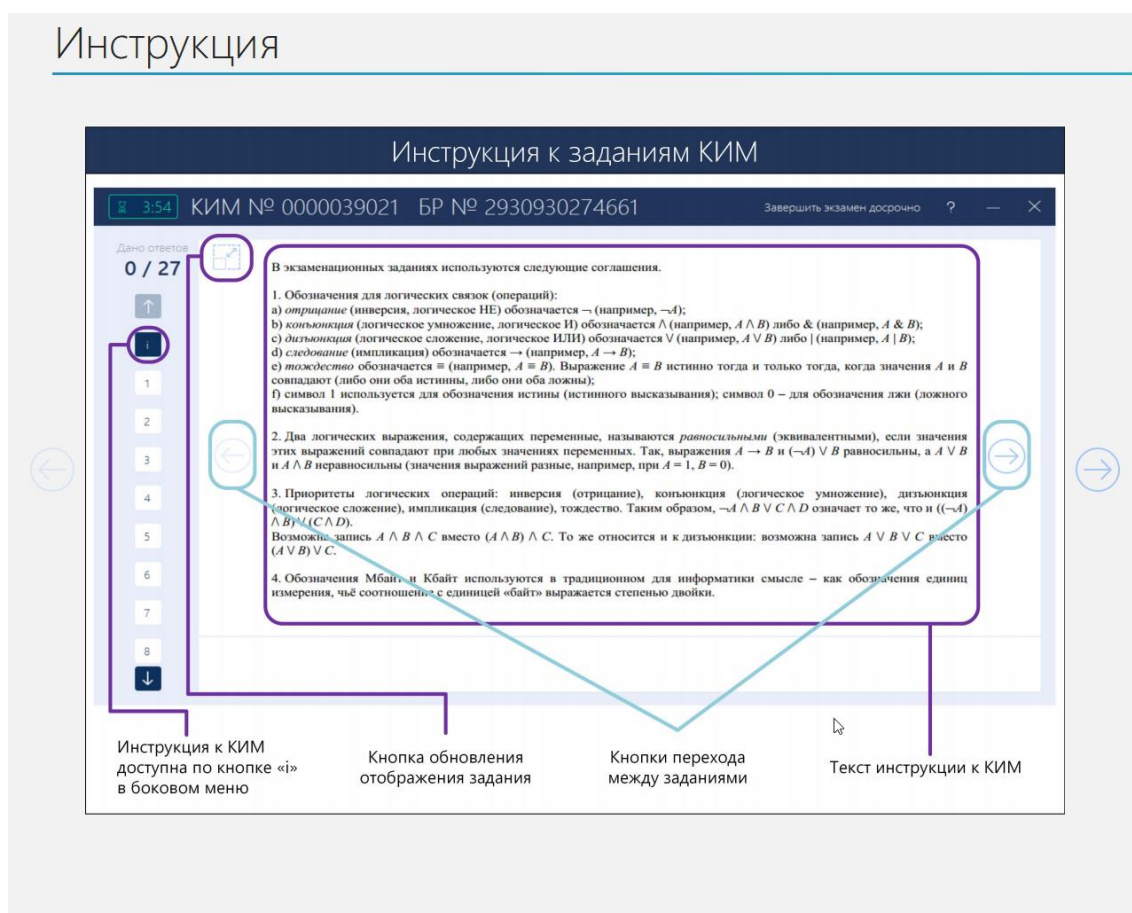 Инструкция
Инструкция к заданиям КИМ
3:54 КИМ № 0000039021 БР № 2930930274661 Завершить экзамен досрочно ? — ×
Дано ответов
0 / 27
i
1
2
3
4
5
6
7
8
В экзаменационных заданиях используются следующие соглашения.
1. Обозначения для логических связок (операций):
a) отрицание (инверсия, логическое НЕ) обозначается ¬ (например, ¬A);
b) конъюнкция (логическое умножение, логическое И) обозначается /\ (например, A /\ B) либо & (например, A & B);
c) дизъюнкция (логическое сложение, логическое ИЛИ) обозначается \/ (например, A \/ B) либо | (например, A | B);
d) следование (импликация) обозначается → (например, A → B);
e) тождество обозначается ≡ (например, A ≡ B). Выражение A ≡ B истинно тогда и только тогда, когда значения A и B
совпадают (либо они оба истинны, либо они оба ложны);
f) символ 1 используется для обозначения истины (истинного высказывания); символ 0 – для обозначения лжи (ложного
высказывания).
2. Два логических выражения, содержащих переменные, называются равносильными (эквивалентными), если значения
этих выражений совпадают при любых значениях переменных. Так, выражения A → B и (¬A) \/ B равносильны, а A \/ B
и A /\ B неравносильны (значения выражений разные, например, при A = 1, B = 0).
3. Приоритеты логических операций: инверсия (отрицание), конъюнкция (логическое умножение), дизъюнкция
(логическое сложение), импликация (следование), тождество. Таким образом, ¬A /\ B \/ C /\ D означает то же, что и ((¬A)
/\ B) \/ (C /\ D).
Возможна запись A /\ B /\ C вместо (A /\ B) /\ C. То же относится и к дизъюнкции: возможна запись A \/ B \/ C вместо
(A \/ B) \/ C.
4. Обозначения Мбайт и Кбайт используются в традиционном для информатики смысле – как обозначения единиц
измерения, чьё соотношение с единицей «байт» выражается степенью двойки.
Инструкция к КИМ
доступна по кнопке «i»
в боковом меню
Кнопка обновления
отображения задания
Кнопки перехода
между заданиями
Текст инструкции к КИМ